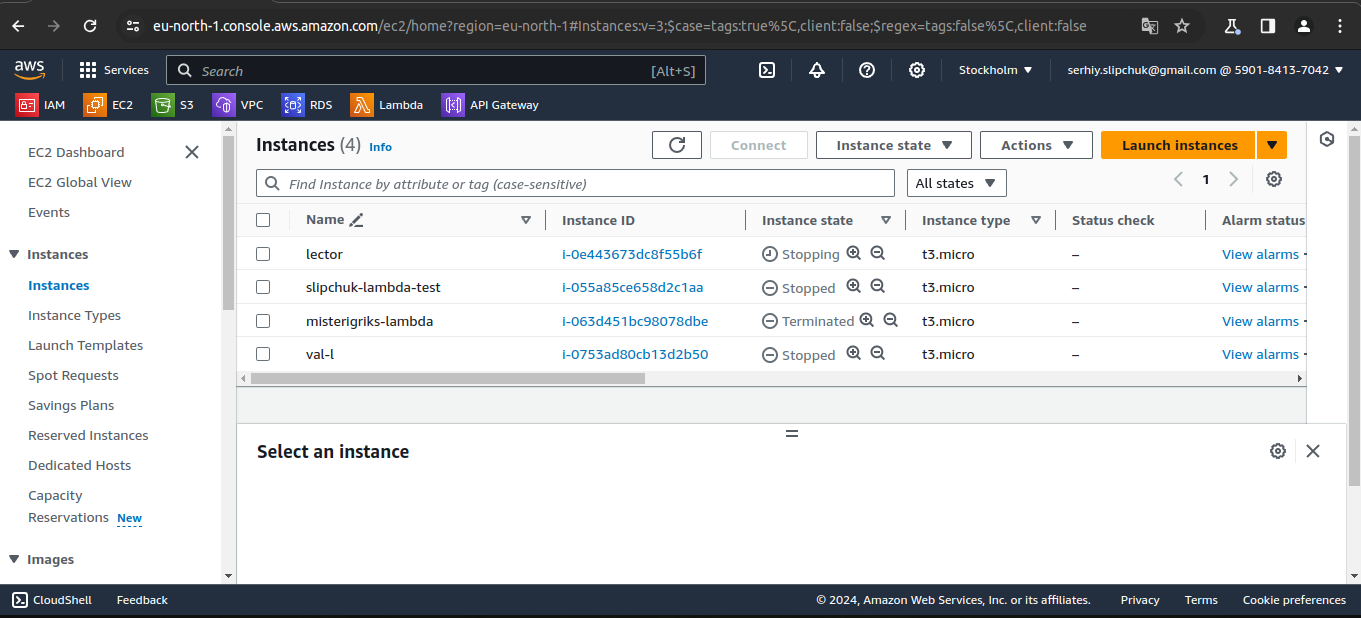 eu-north-1.console.aws.amazon.com/ec2/home?region=eu-north-1#Instances:v=3;$case=tags:true%5C,client:false;$regex=tags:false%5C,client:false
aws Services Search [Alt+S] Stockholm serhiy.slipchuk@gmail.com @ 5901-8413-7042
IAM EC2 S3 VPC RDS Lambda API Gateway
EC2 Dashboard
EC2 Global View
Events
Instances
Instances
Instance Types
Launch Templates
Spot Requests
Savings Plans
Reserved Instances
Dedicated Hosts
Capacity
Reservations New
Images
Instances (4) Info Connect Instance state Actions Launch instances
Find Instance by attribute or tag (case-sensitive) All states 1
Name Instance ID Instance state Instance type Status check Alarm status
lector i-0e443673dc8f55b6f Stopping t3.micro – View alarms
slipchuk-lambda-test i-055a85ce658d2c1aa Stopped t3.micro – View alarms
misterigriks-lambda i-063d451bc98078dbe Terminated t3.micro – View alarms
val-l i-0753ad80cb13d2b50 Stopped t3.micro – View alarms
Select an instance
CloudShell Feedback © 2024, Amazon Web Services, Inc. or its affiliates. Privacy Terms Cookie preferences